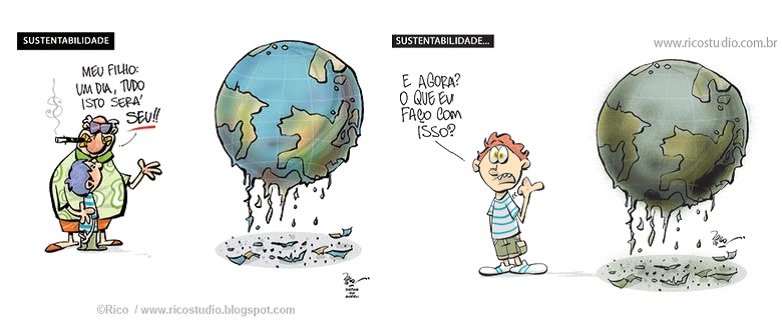 SUSTENTABILIDADE
MEU FILHO:
UM DIA, TUDO
ISTO SERÁ
SEU!!
©Rico / www.ricostudio.blogspot.com
SUSTENTABILIDADE...
www.ricostudio.com.br
E AGORA?
O QUE EU
FAÇO COM
ISSO?